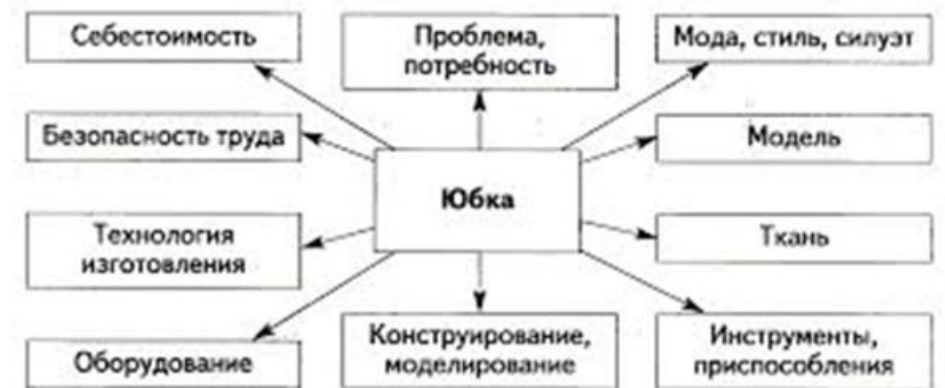 Себестоимость
Проблема,
потребность
Мода, стиль, силуэт
Безопасность труда
Модель
Юбка
Технология
изготовления
Ткань
Оборудование
Конструирование,
моделирование
Инструменты,
приспособления